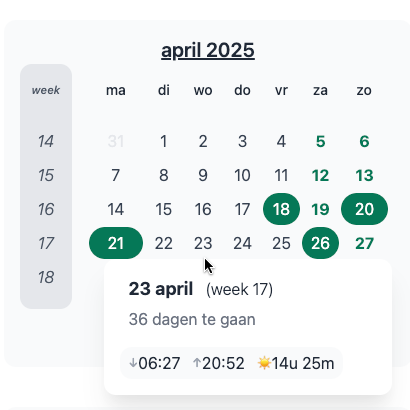 april 2025
week ma di wo do vr za zo
14 31 1 2 3 4 5 6
15 7 8 9 10 11 12 13
16 14 15 16 17 18 19 20
17 21 22 23 24 25 26 27
18
23 april (week 17)
36 dagen te gaan
↓06:27 ↑20:52 ☀️14u 25m